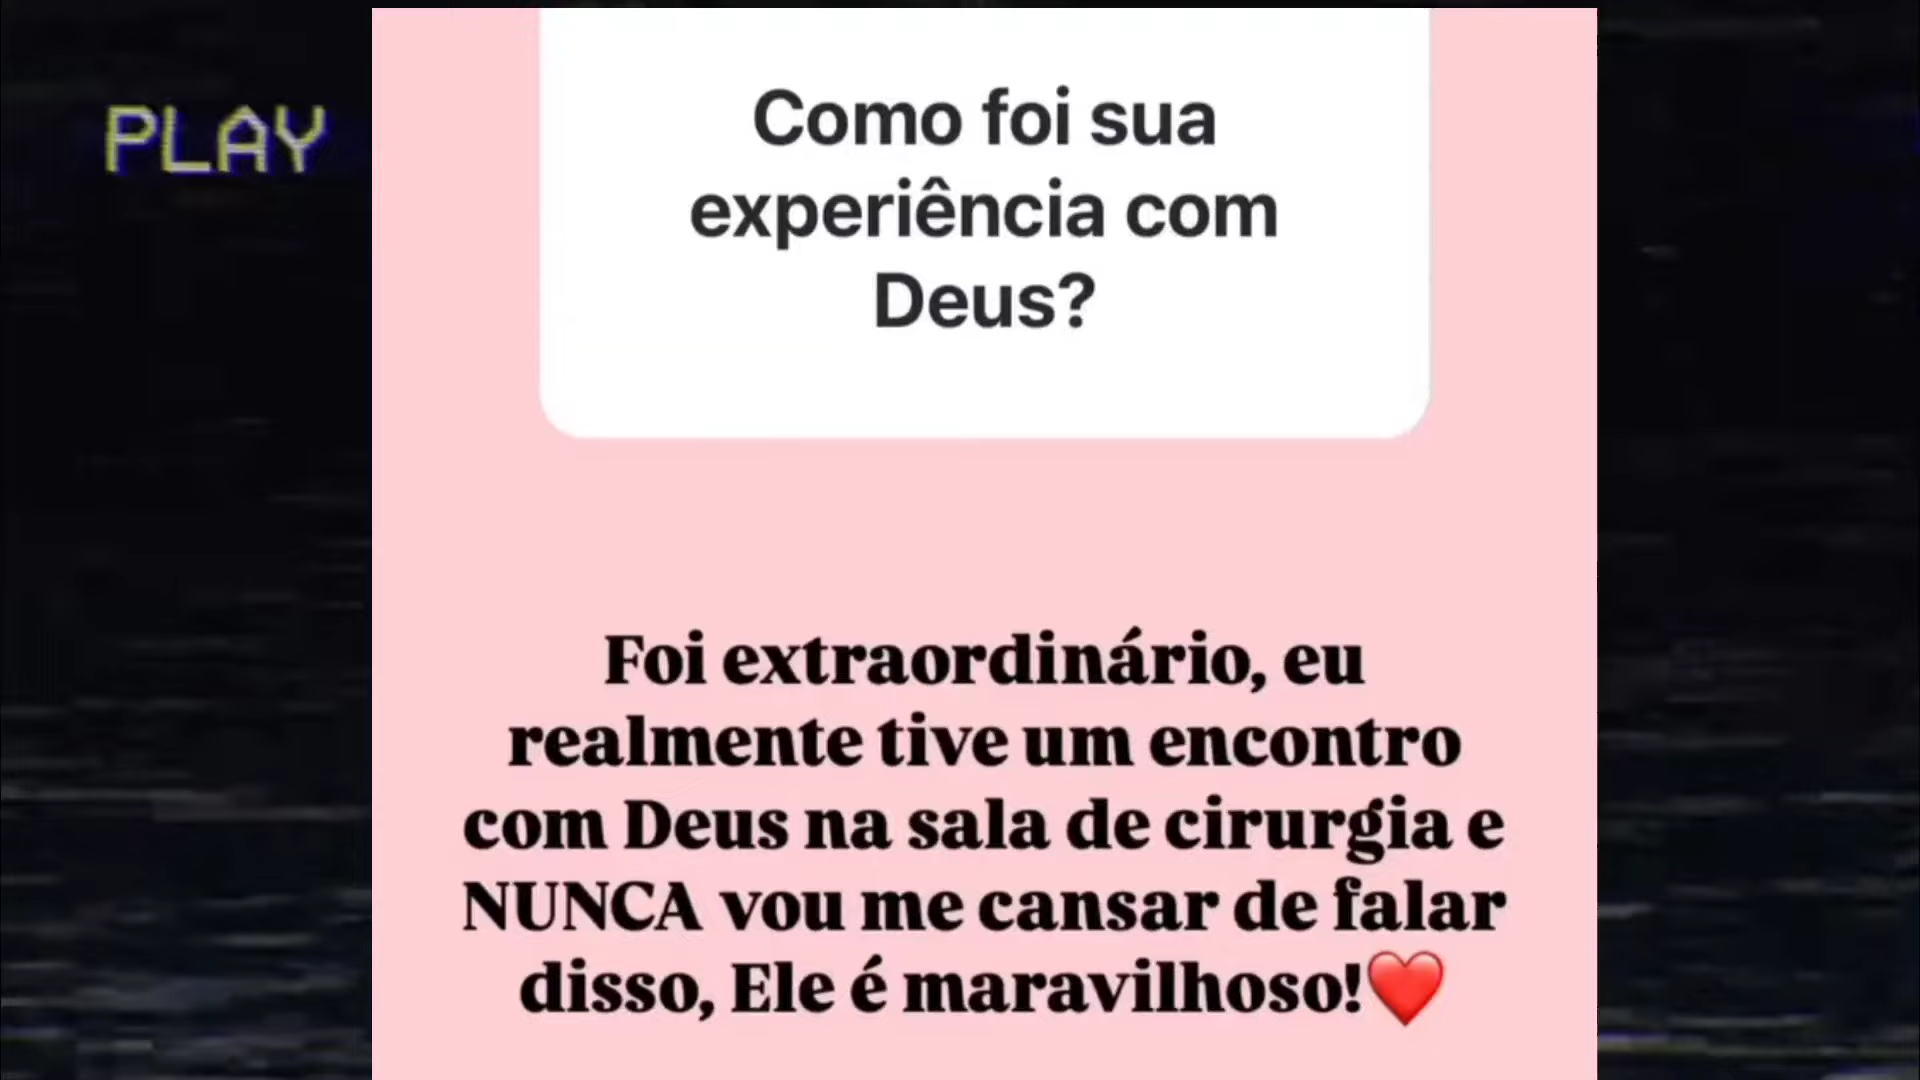 PLAY
Como foi sua
experiência com
Deus?
Foi extraordinário, eu
realmente tive um encontro
com Deus na sala de cirurgia e
NUNCA vou me cansar de falar
disso, Ele é maravilhoso!❤️